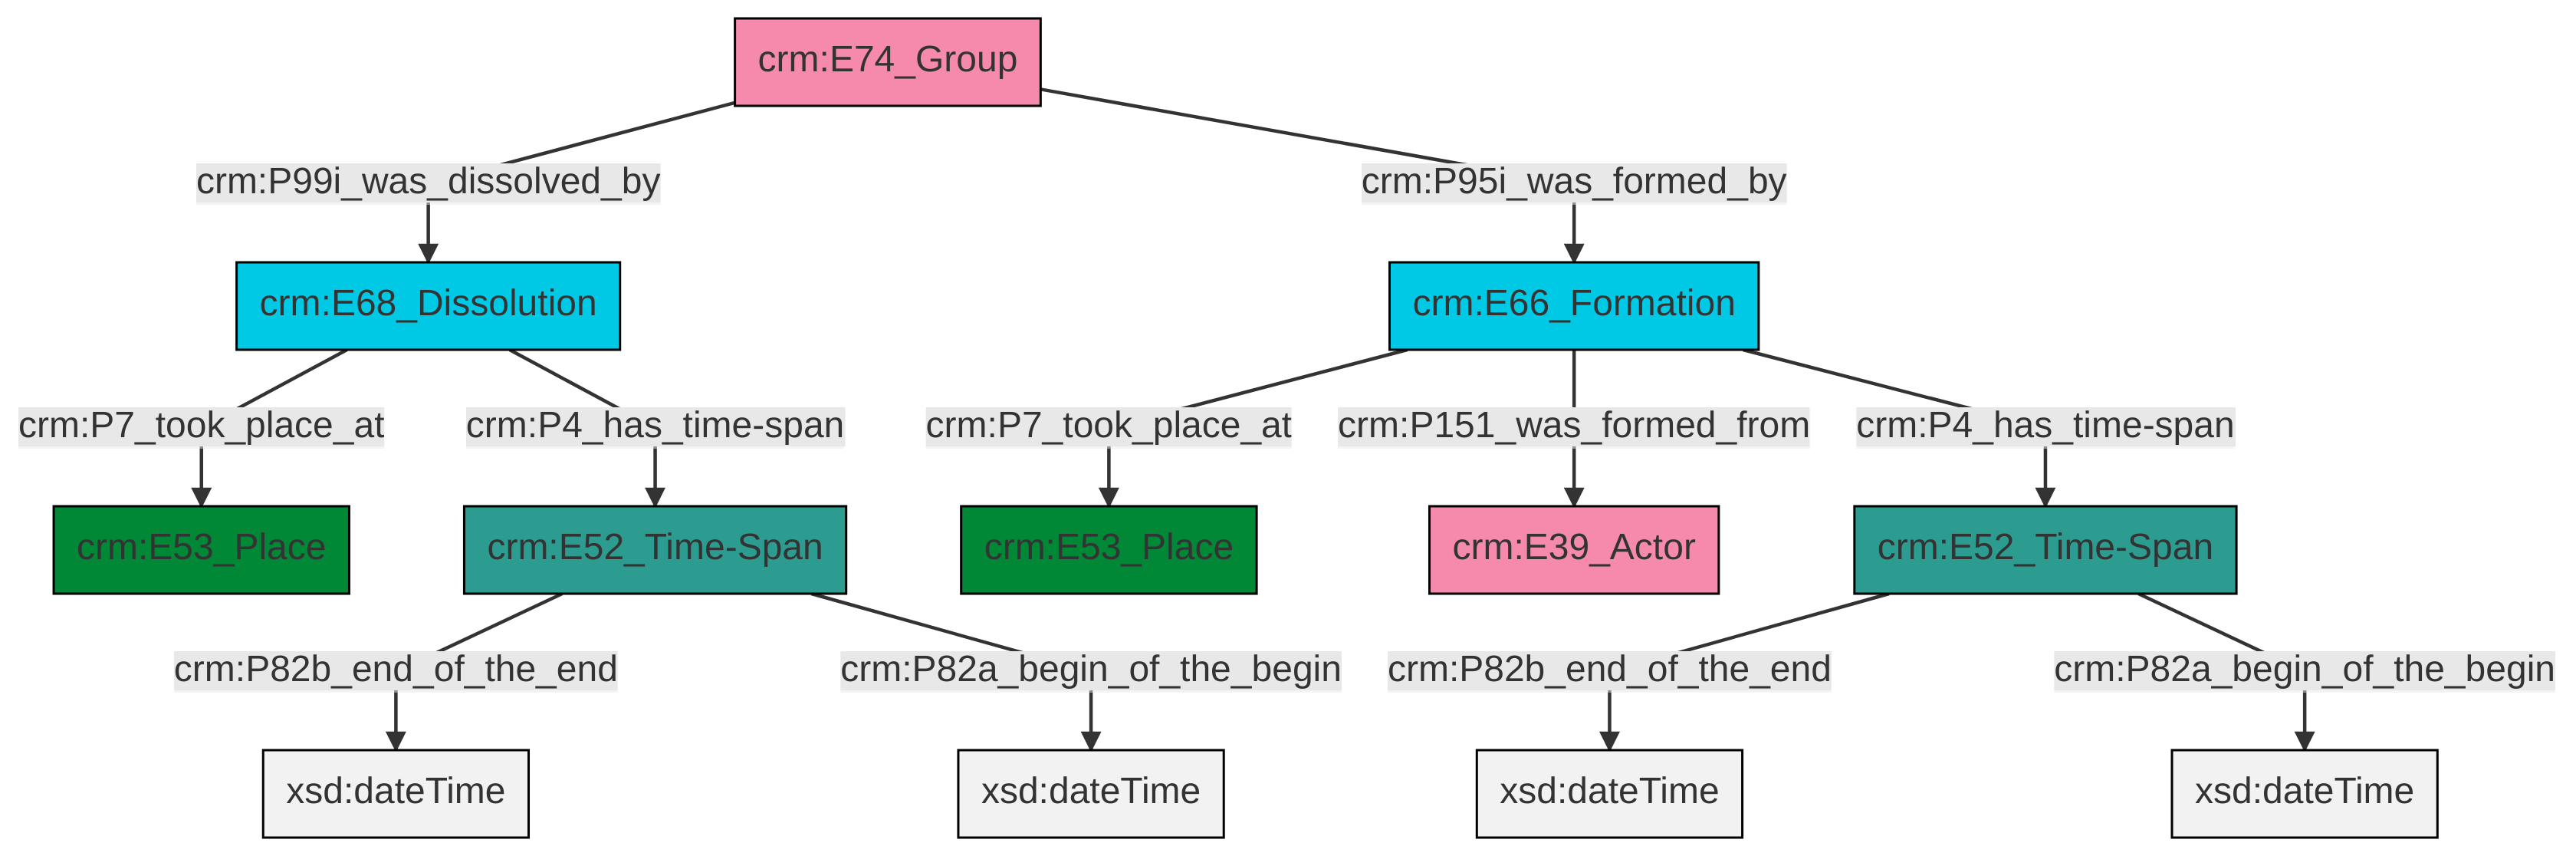 crm:E74_Group
crm:P99i_was_dissolved_by
crm:P95i_was_formed_by
crm:E68_Dissolution
crm:E66_Formation
crm:P7_took_place_at
crm:P4_has_time-span
crm:P7_took_place_at
crm:P151_was_formed_from
crm:P4_has_time-span
crm:E53_Place
crm:E52_Time-Span
crm:E53_Place
crm:E39_Actor
crm:E52_Time-Span
crm:P82b_end_of_the_end
crm:P82a_begin_of_the_begin
crm:P82b_end_of_the_end
crm:P82a_begin_of_the_begin
xsd:dateTime
xsd:dateTime
xsd:dateTime
xsd:dateTime